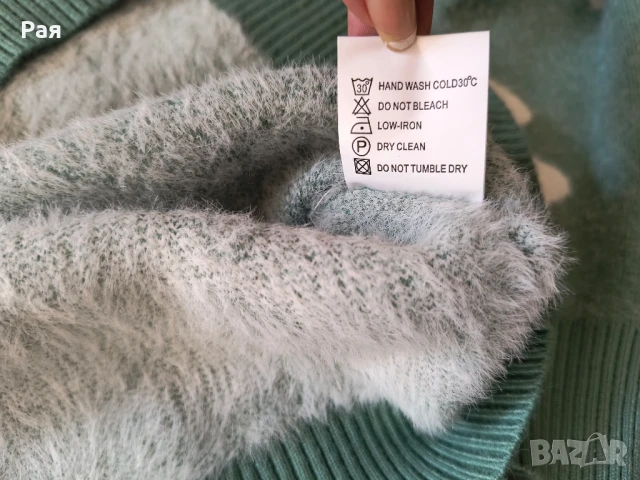 Рая
HAND WASH COLD30°C
30°
DO NOT BLEACH
LOW-IRON
P DRY CLEAN
DO NOT TUMBLE DRY
BAZAR